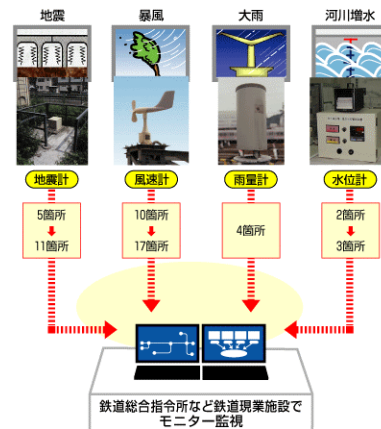 地震
暴風
大雨
河川増水
地震計
風速計
雨量計
水位計
5箇所
11箇所
10箇所
17箇所
4箇所
2箇所
3箇所
鉄道総合指令所など鉄道現業施設で
モニター監視